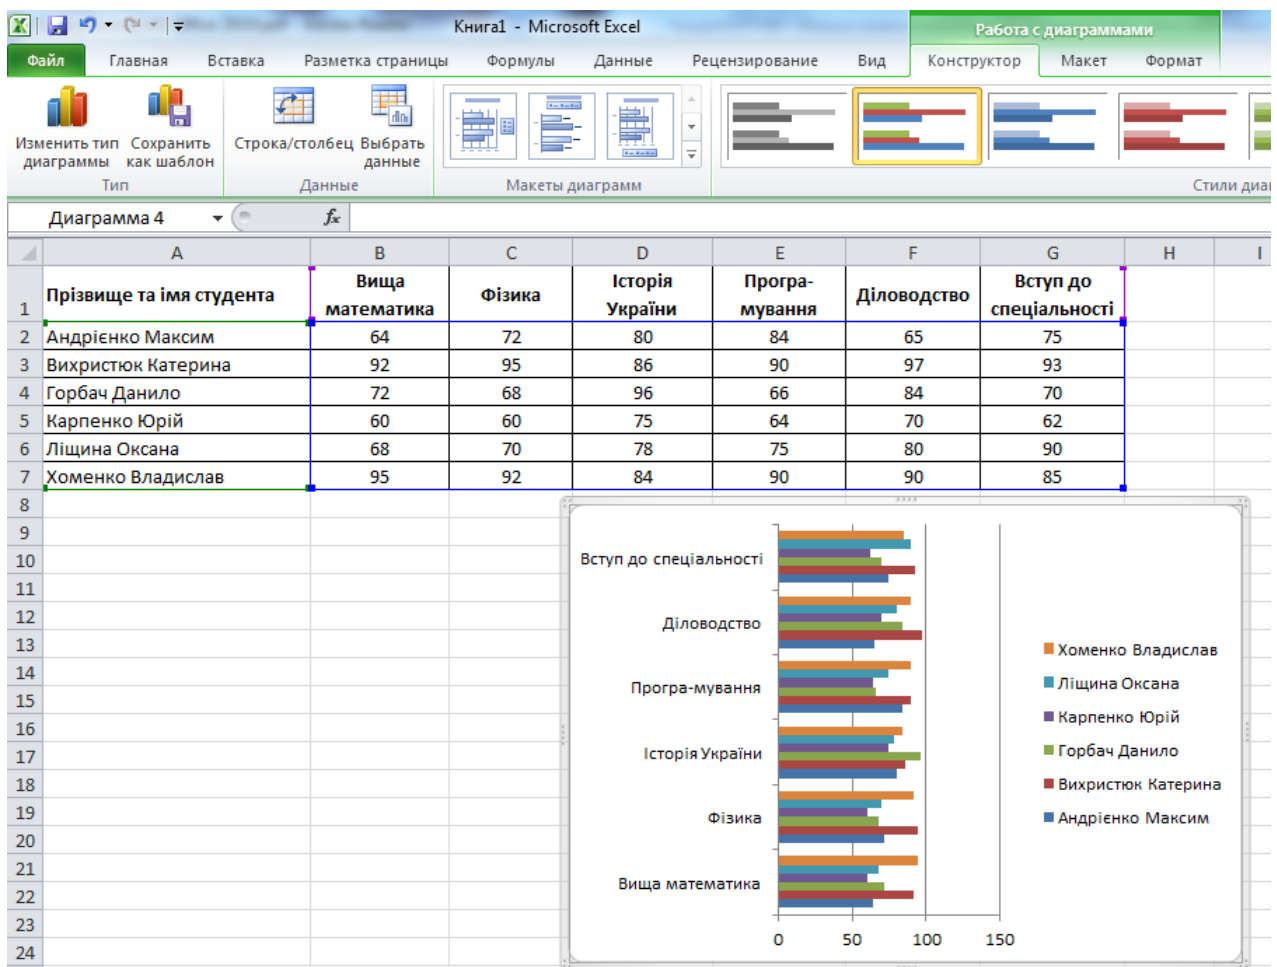 Книга1 - Microsoft Excel
Работа с диаграммами
Файл Главная Вставка Разметка страницы Формулы Данные Рецензирование Вид Конструктор Макет Формат
Изменить тип диаграммы
Сохранить как шаблон
Строка/столбец
Выбрать данные
Тип Данные Макеты диаграмм Стили диа
Диаграмма 4 fx
A B C D E F G H I
1 Прізвище та імя студента Вища математика Фізика Історія України Програ-мування Діловодство Вступ до спеціальності
2 Андрієнко Максим 64 72 80 84 65 75
3 Вихристюк Катерина 92 95 86 90 97 93
4 Горбач Данило 72 68 96 66 84 70
5 Карпенко Юрій 60 60 75 64 70 62
6 Ліщина Оксана 68 70 78 75 80 90
7 Хоменко Владислав 95 92 84 90 90 85
8
9
10
11
12
13
14
15
16
17
18
19
20
21
22
23
24
Вступ до спеціальності
Діловодство
Програ-мування
Історія України
Фізика
Вища математика
0 50 100 150
Хоменко Владислав
Ліщина Оксана
Карпенко Юрій
Горбач Данило
Вихристюк Катерина
Андрієнко Максим